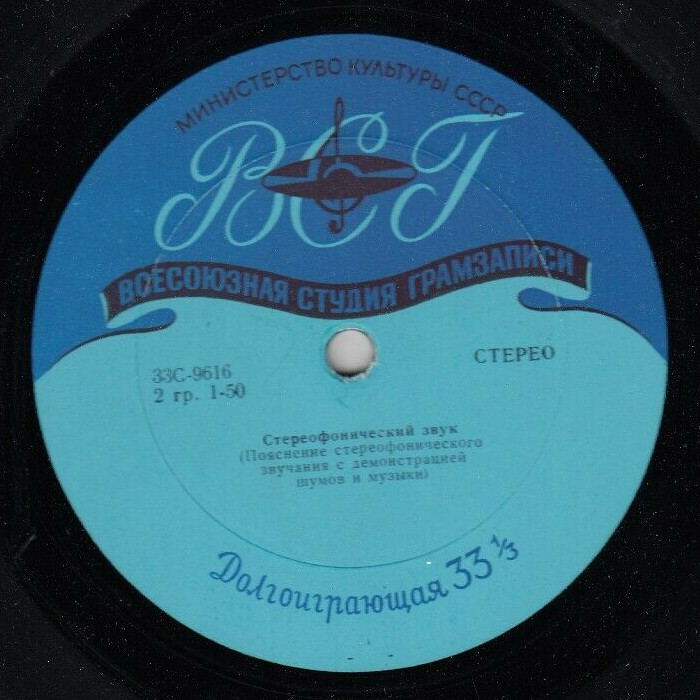 МИНИСТЕРСТВО КУЛЬТУРЫ СССР
ВСГ
ВСЕСОЮЗНАЯ СТУДИЯ ГРАМЗАПИСИ
СТЕРЕО
33С-9616
2 гр. 1-50
Стереофонический звук
(Пояснение стереофонического
звучания с демонстрацией
шумов и музыки)
Долгоиграющая 33 ⅓